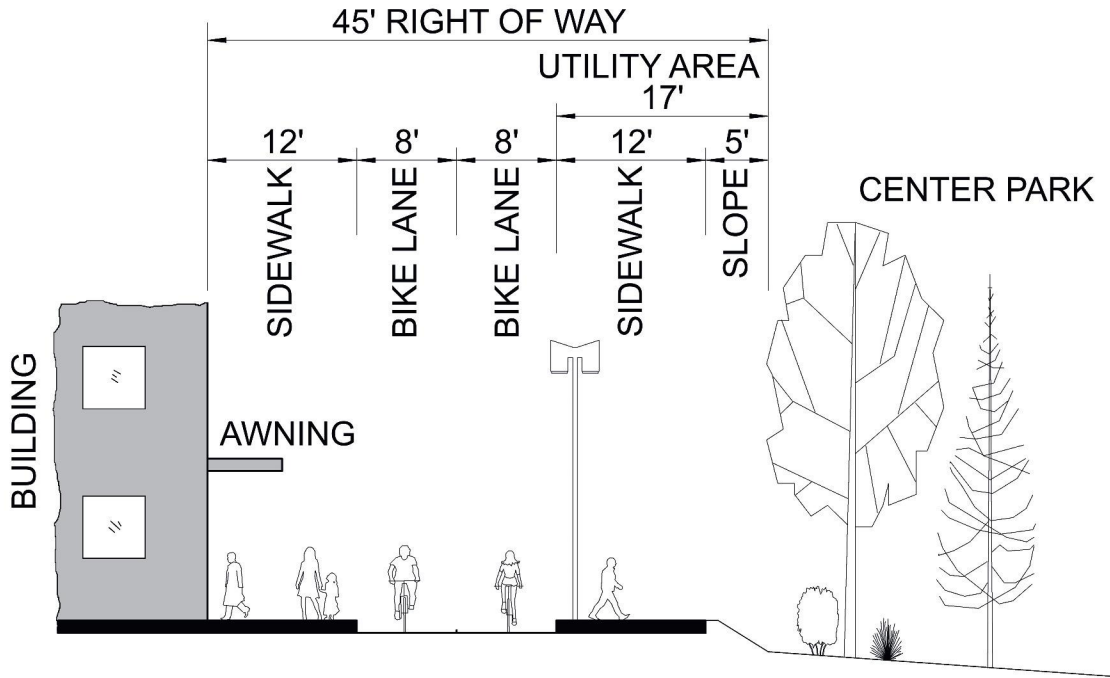 45' RIGHT OF WAY
UTILITY AREA
17'
12'
8'
8'
12'
5'
SIDEWALK
BIKE LANE
BIKE LANE
SIDEWALK
SLOPE
CENTER PARK
BUILDING
AWNING